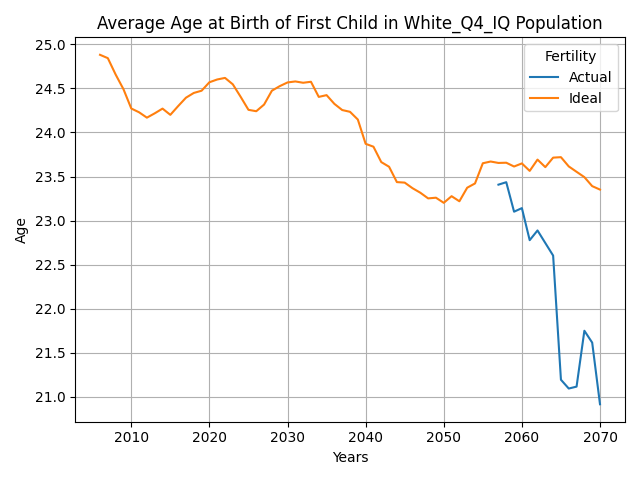 Average Age at Birth of First Child in White_Q4_IQ Population
Fertility
Actual
Ideal
Age
25.0
24.5
24.0
23.5
23.0
22.5
22.0
21.5
21.0
2010 2020 2030 2040 2050 2060 2070
Years